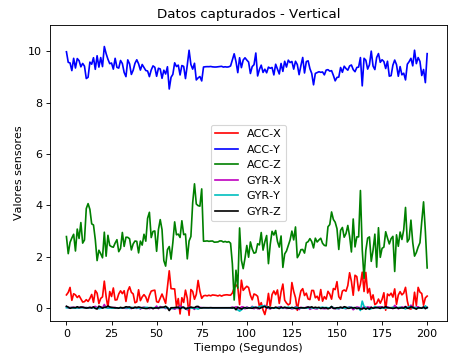 Datos capturados - Vertical
Valores sensores
10
8
6
4
2
0
ACC-X
ACC-Y
ACC-Z
GYR-X
GYR-Y
GYR-Z
0 25 50 75 100 125 150 175 200
Tiempo (Segundos)